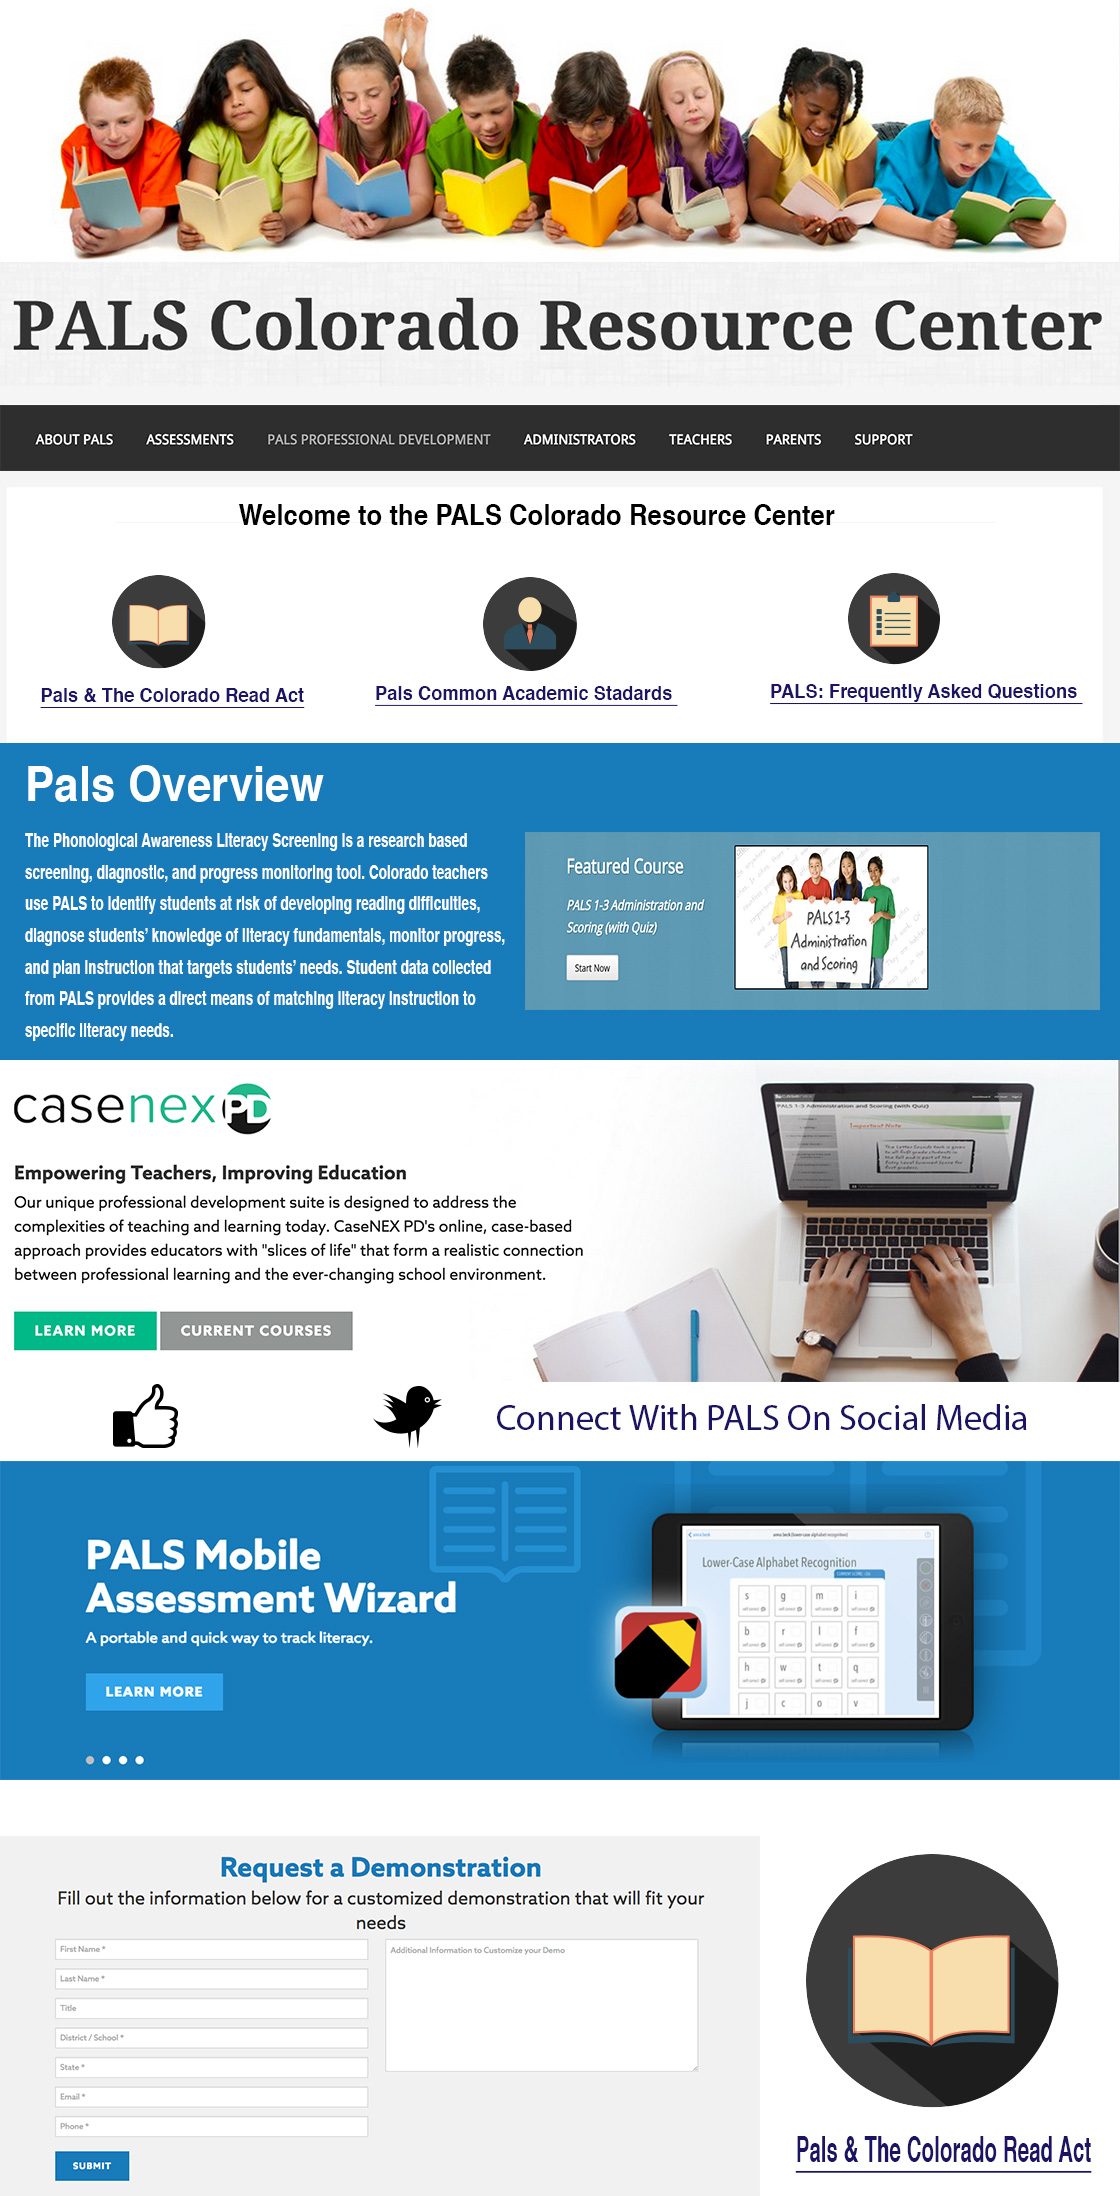 PALS Colorado Resource Center
ABOUT PALS ASSESSMENTS PALS PROFESSIONAL DEVELOPMENT ADMINISTRATORS TEACHERS PARENTS SUPPORT
Welcome to the PALS Colorado Resource Center
Pals & The Colorado Read Act
Pals Common Academic Stadards
PALS: Frequently Asked Questions
Pals Overview
The Phonological Awareness Literacy Screening is a research based
screening, diagnostic, and progress monitoring tool. Colorado teachers
use PALS to identify students at risk of developing reading difficulties,
diagnose students' knowledge of literacy fundamentals, monitor progress,
and plan instruction that targets students' needs. Student data collected
from PALS provides a direct means of matching literacy instruction to
specific literacy needs.
Featured Course
PALS 1-3 Administration and
Scoring (with Quiz)
Start Now
PALS 1-3
Administration
and Scoring
casenex PD
Empowering Teachers, Improving Education
Our unique professional development suite is designed to address the
complexities of teaching and learning today. CaseNEX PD's online, case-based
approach provides educators with "slices of life" that form a realistic connection
between professional learning and the ever-changing school environment.
LEARN MORE CURRENT COURSES
PALS 1-3 Administration and Scoring (with Quiz)
Important Note
Connect With PALS On Social Media
PALS Mobile
Assessment Wizard
A portable and quick way to track literacy.
LEARN MORE
Lower-Case Alphabet Recognition
s g m i
b r l f
h w t q
j c o v
Request a Demonstration
Fill out the information below for a customized demonstration that will fit your
needs
First Name *
Last Name *
Title
District / School *
State *
Email *
Phone *
Additional Information to Customize your Demo
SUBMIT
Pals & The Colorado Read Act